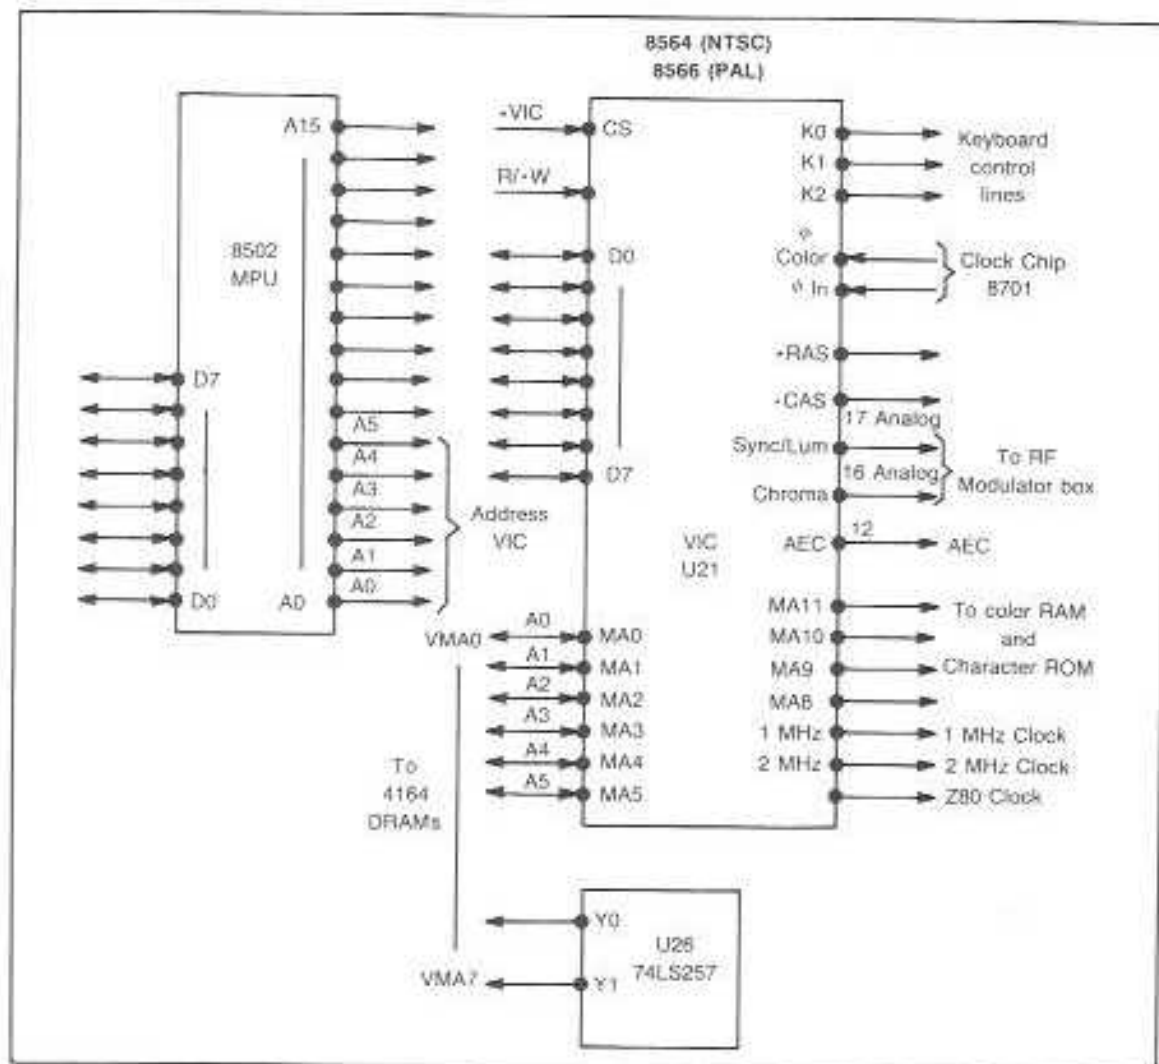 8564 (NTSC)
8566 (PAL)
A15
8502
MPU
D7
D0
A0
A5
A4
A3
A2
A1
A0
Address
VIC
*VIC
CS
R/*W
D0
D7
VIC
U21
K0
K1
K2
Keyboard
control
lines
φ
Color
φ In
Clock Chip
8701
*RAS
*CAS
17 Analog
Sync/Lum
16 Analog
Chroma
To RF
Modulator box
AEC
12
AEC
MA11
MA10
MA9
MA8
To color RAM
and
Character ROM
1 MHz
1 MHz Clock
2 MHz
2 MHz Clock
Z80 Clock
VMA0
A0
MA0
A1
MA1
A2
MA2
A3
MA3
A4
MA4
A5
MA5
To
4164
DRAMs
VMA7
Y0
Y1
U26
74LS257